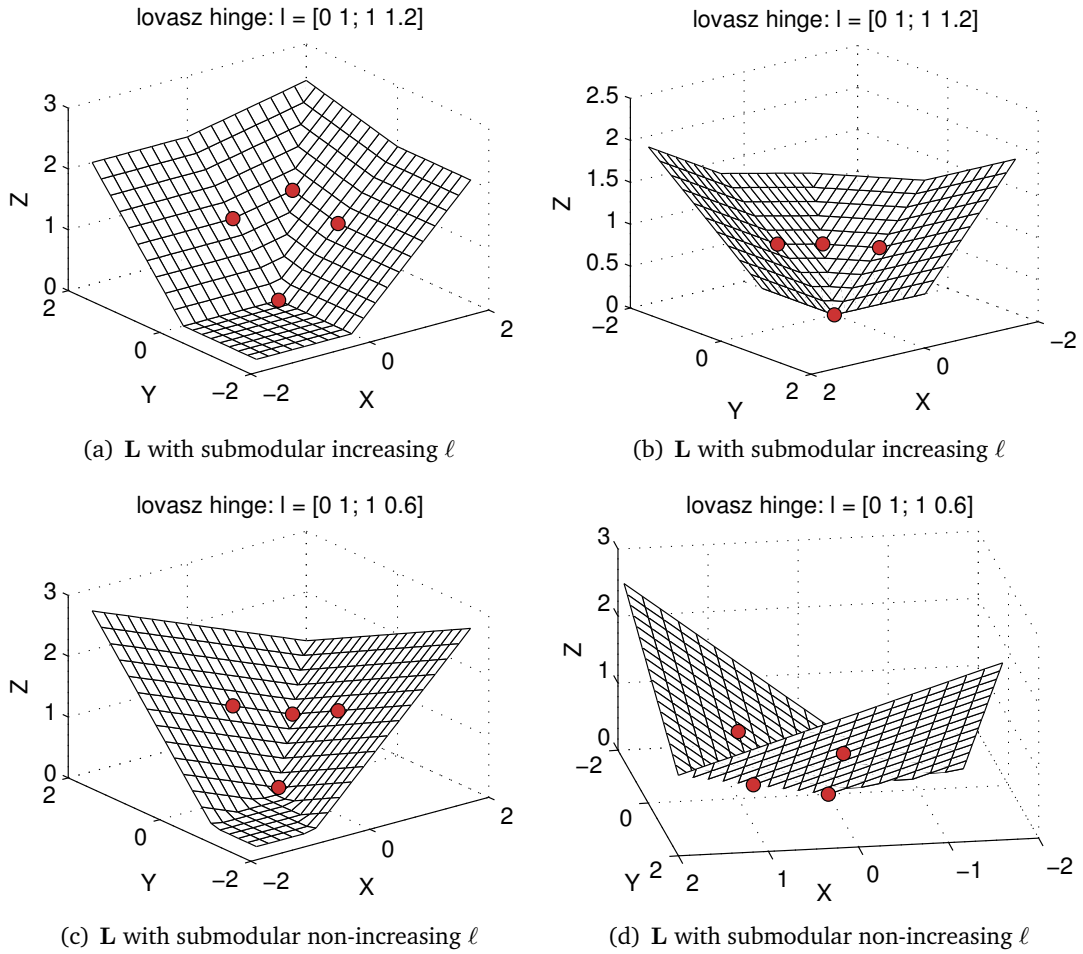 lovasz hinge: l = [0 1; 1 1.2]
3
2
1
0
Z
2
0
−2
Y
−2
0
2
X
(a) L with submodular increasing ℓ
lovasz hinge: l = [0 1; 1 1.2]
2.5
2
1.5
1
0.5
0
Z
−2
0
2
Y
2
0
−2
X
(b) L with submodular increasing ℓ
lovasz hinge: l = [0 1; 1 0.6]
3
2
1
0
Z
2
0
−2
Y
−2
0
2
X
(c) L with submodular non-increasing ℓ
lovasz hinge: l = [0 1; 1 0.6]
3
2
1
0
Z
−2
0
2
Y
2
1
0
−1
−2
X
(d) L with submodular non-increasing ℓ